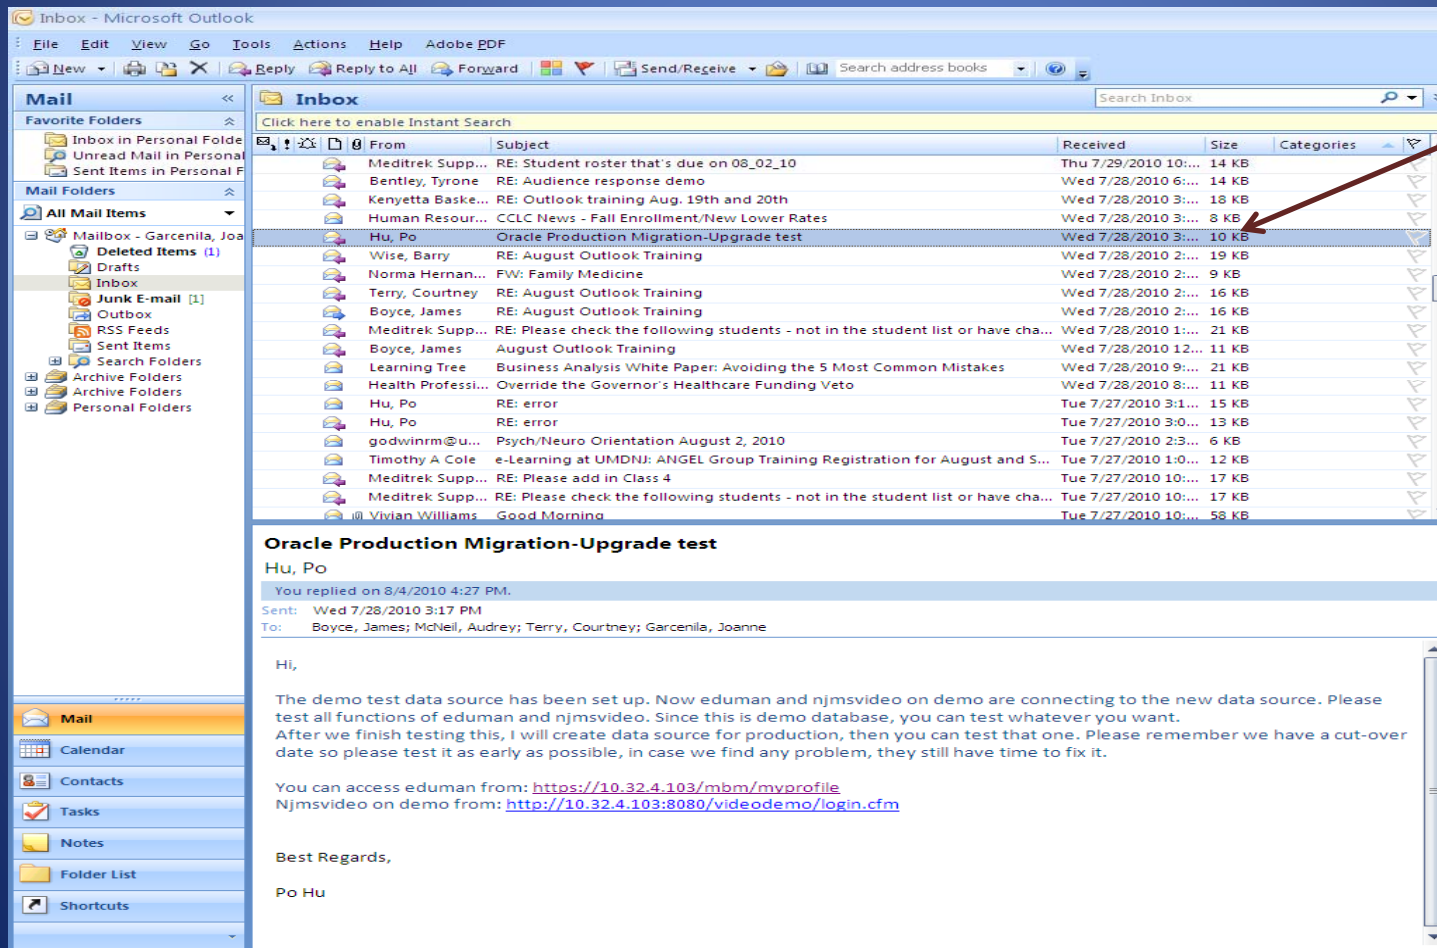 Inbox - Microsoft Outlook
File Edit View Go Tools Actions Help Adobe PDF
New Reply Reply to All Forward Send/Receive Search address books
Mail
Favorite Folders
Inbox in Personal Folde
Unread Mail in Personal
Sent Items in Personal F
Mail Folders
All Mail Items
Mailbox - Garcenila, Joa
Deleted Items (1)
Drafts
Inbox
Junk E-mail [1]
Outbox
RSS Feeds
Sent Items
Search Folders
Archive Folders
Archive Folders
Personal Folders
Mail
Calendar
Contacts
Tasks
Notes
Folder List
Shortcuts
Inbox Search Inbox
Click here to enable Instant Search
From Subject Received Size Categories
Meditrek Supp... RE: Student roster that's due on 08_02_10 Thu 7/29/2010 10:... 14 KB
Bentley, Tyrone RE: Audience response demo Wed 7/28/2010 6:... 14 KB
Kenyetta Baske... RE: Outlook training Aug. 19th and 20th Wed 7/28/2010 3:... 18 KB
Human Resour... CCLC News - Fall Enrollment/New Lower Rates Wed 7/28/2010 3:... 8 KB
Hu, Po Oracle Production Migration-Upgrade test Wed 7/28/2010 3:... 10 KB
Wise, Barry RE: August Outlook Training Wed 7/28/2010 2:... 19 KB
Norma Hernan... FW: Family Medicine Wed 7/28/2010 2:... 9 KB
Terry, Courtney RE: August Outlook Training Wed 7/28/2010 2:... 16 KB
Boyce, James RE: August Outlook Training Wed 7/28/2010 2:... 16 KB
Meditrek Supp... RE: Please check the following students - not in the student list or have cha... Wed 7/28/2010 1:... 21 KB
Boyce, James August Outlook Training Wed 7/28/2010 12... 11 KB
Learning Tree Business Analysis White Paper: Avoiding the 5 Most Common Mistakes Wed 7/28/2010 9:... 21 KB
Health Professi... Override the Governor's Healthcare Funding Veto Wed 7/28/2010 8:... 11 KB
Hu, Po RE: error Tue 7/27/2010 3:1... 15 KB
Hu, Po RE: error Tue 7/27/2010 3:0... 13 KB
godwinrm@u... Psych/Neuro Orientation August 2, 2010 Tue 7/27/2010 2:3... 6 KB
Timothy A Cole e-Learning at UMDNJ: ANGEL Group Training Registration for August and S... Tue 7/27/2010 1:0... 12 KB
Meditrek Supp... RE: Please add in Class 4 Tue 7/27/2010 10:... 17 KB
Meditrek Supp... RE: Please check the following students - not in the student list or have cha... Tue 7/27/2010 10:... 17 KB
Vivian Williams Good Morning Tue 7/27/2010 10:... 58 KB
Oracle Production Migration-Upgrade test
Hu, Po
You replied on 8/4/2010 4:27 PM.
Sent: Wed 7/28/2010 3:17 PM
To: Boyce, James; McNeil, Audrey; Terry, Courtney; Garcenila, Joanne
Hi,
The demo test data source has been set up. Now eduman and njmsvideo on demo are connecting to the new data source. Please
test all functions of eduman and njmsvideo. Since this is demo database, you can test whatever you want.
After we finish testing this, I will create data source for production, then you can test that one. Please remember we have a cut-over
date so please test it as early as possible, in case we find any problem, they still have time to fix it.
You can access eduman from: https://10.32.4.103/mbm/myprofile
Njmsvideo on demo from: http://10.32.4.103:8080/videodemo/login.cfm
Best Regards,
Po Hu